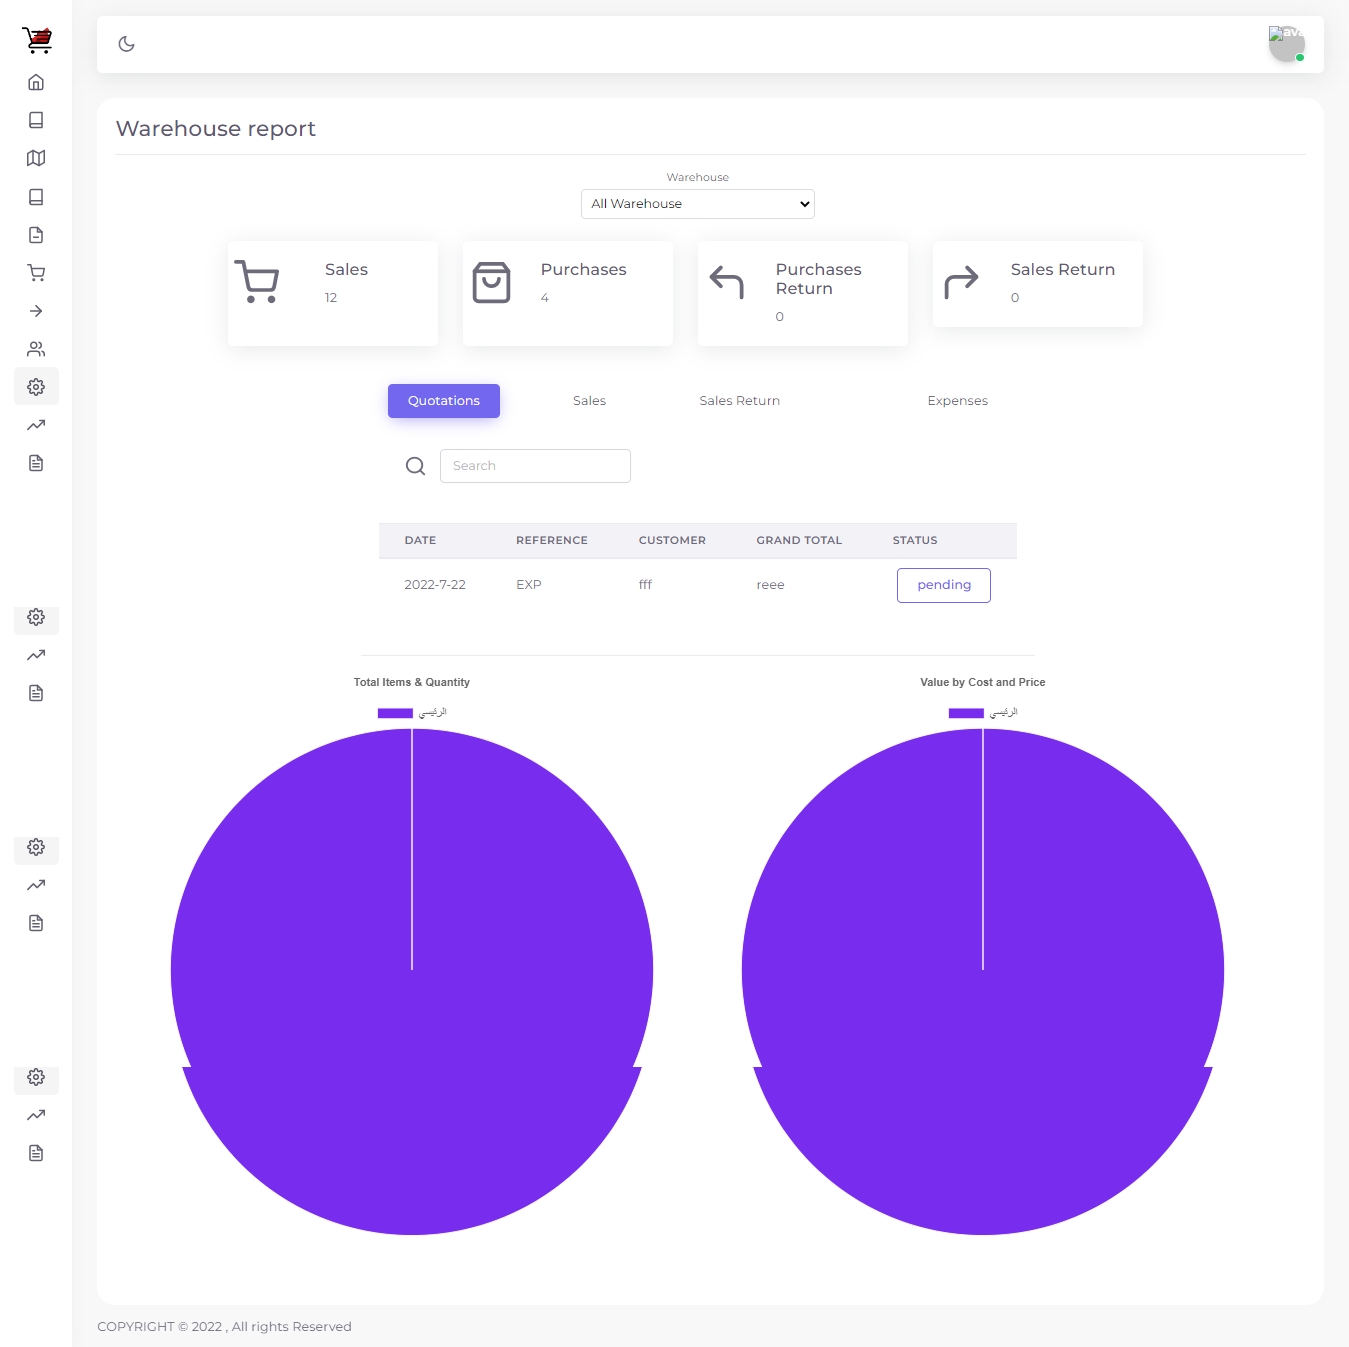 ava
Warehouse report
Warehouse
All Warehouse
Sales
12
Purchases
4
Purchases
Return
0
Sales Return
0
Quotations Sales Sales Return Expenses
Search
DATE REFERENCE CUSTOMER GRAND TOTAL STATUS
2022-7-22 EXP fff reee pending
Total Items & Quantity
الرئيسي
Value by Cost and Price
الرئيسي
COPYRIGHT © 2022 , All rights Reserved